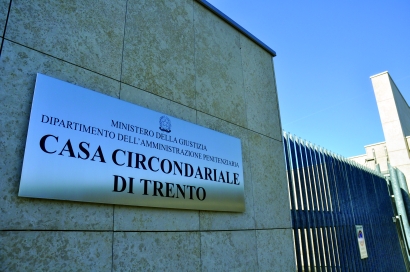 MINISTERO DELLA GIUSTIZIA
DIPARTIMENTO DELL'AMMINISTRAZIONE PENITENZIARIA
CASA CIRCONDARIALE
DI TRENTO